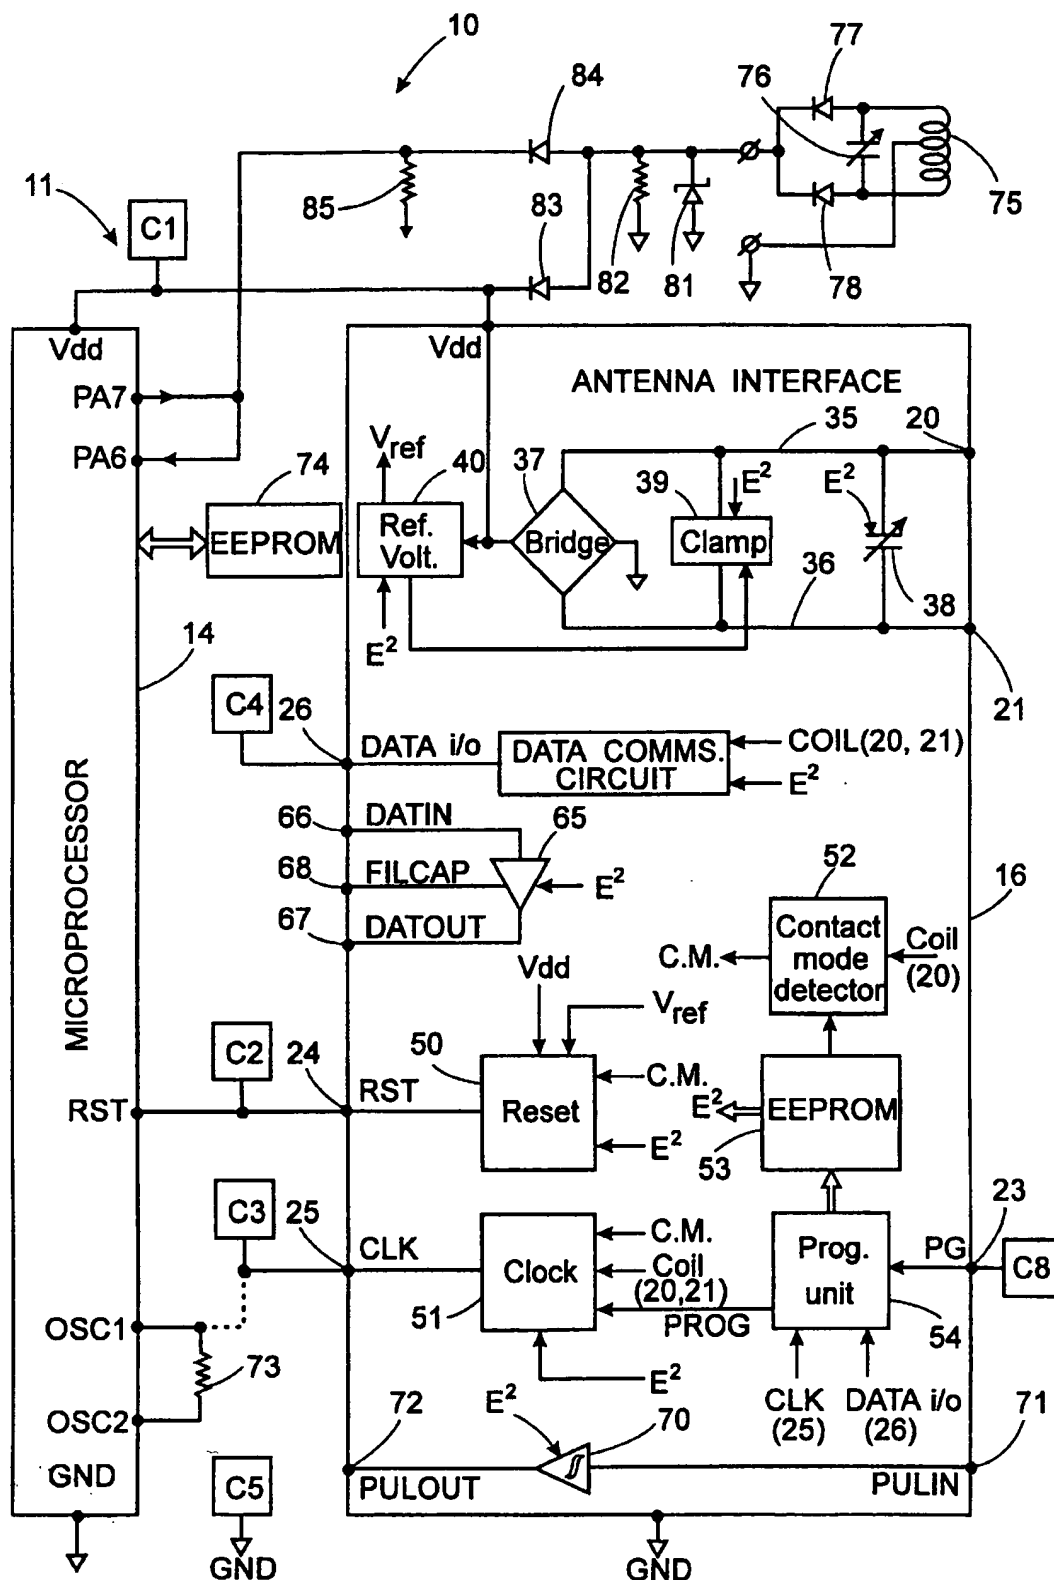 10
77
84
76
11
85
83
C1
82
81
78
75
Vdd
Vdd
PA7
ANTENNA INTERFACE
PA6
Vref
35
20
74
40
37
39
E²
E²
EEPROM
Ref.
Volt.
Bridge
Clamp
36
38
E²
14
21
C4
26
DATA i/o
DATA COMMS.
CIRCUIT
COIL(20, 21)
E²
66
DATIN
65
68
FILCAP
E²
52
67
DATOUT
16
MICROPROCESSOR
Vdd
C.M.
Contact
mode
detector
Coil
(20)
Vref
C2
24
50
C.M.
RST
RST
Reset
E²
EEPROM
E²
53
C3
25
CLK
C.M.
23
Clock
Coil
(20,21)
Prog.
unit
PG
C8
51
PROG
54
OSC1
73
E²
OSC2
CLK
(25)
DATA i/o
(26)
71
72
E²
70
GND
C5
PULOUT
PULIN
GND
GND